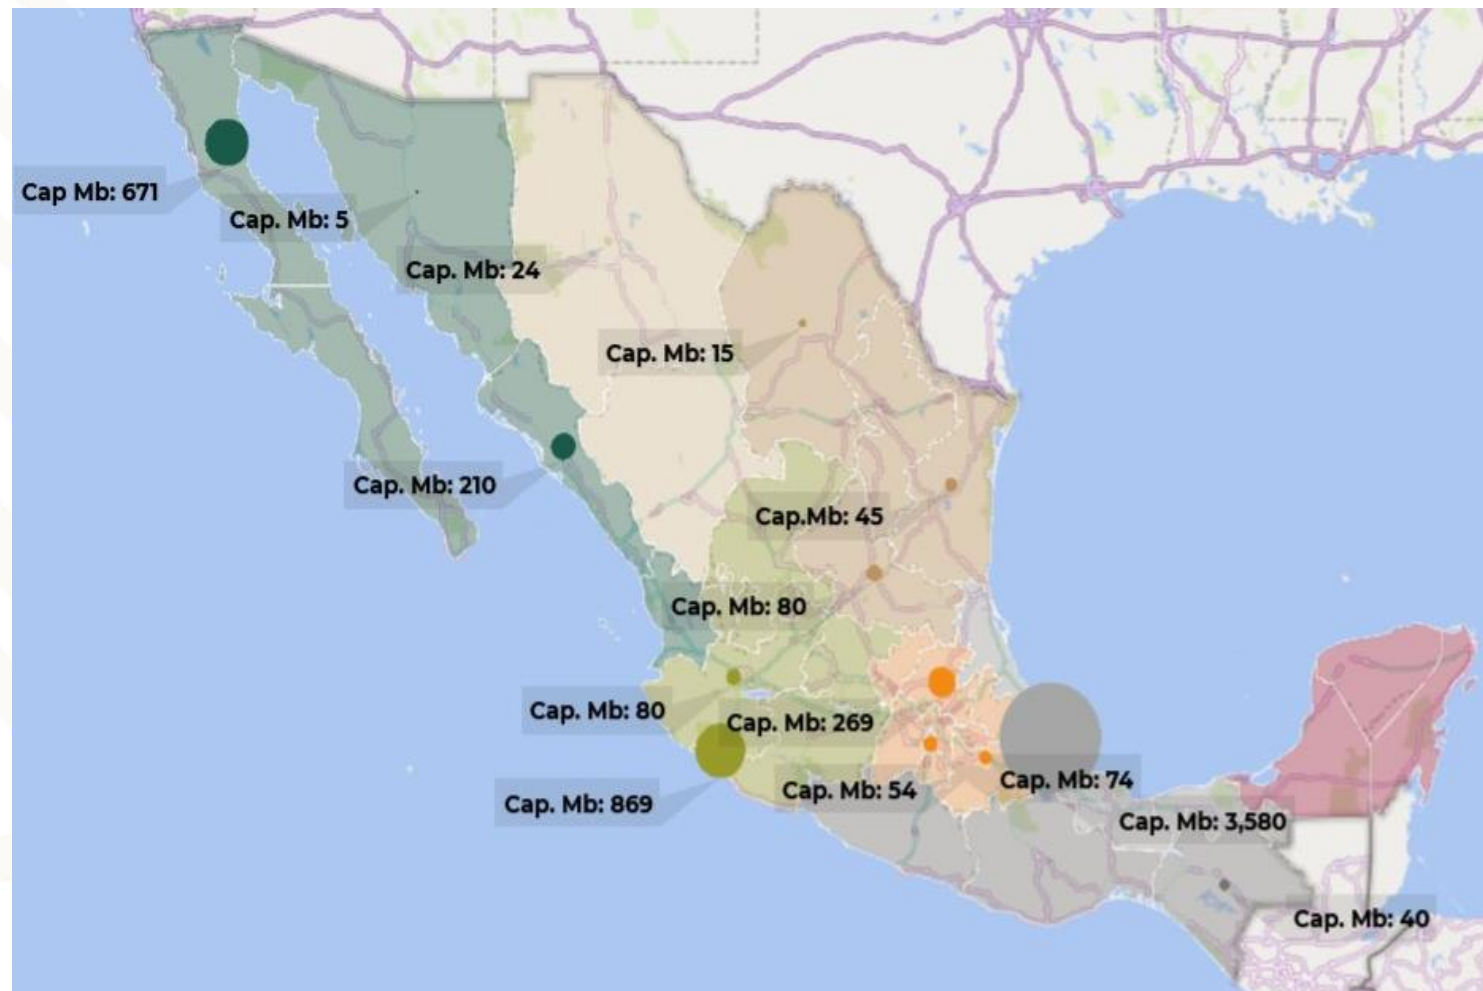 Cap Mb: 671
Cap. Mb: 5
Cap. Mb: 24
Cap. Mb: 15
Cap. Mb: 210
Cap.Mb: 45
Cap. Mb: 80
Cap. Mb: 80
Cap. Mb: 269
Cap. Mb: 869
Cap. Mb: 54
Cap. Mb: 74
Cap. Mb: 3,580
Cap. Mb: 40